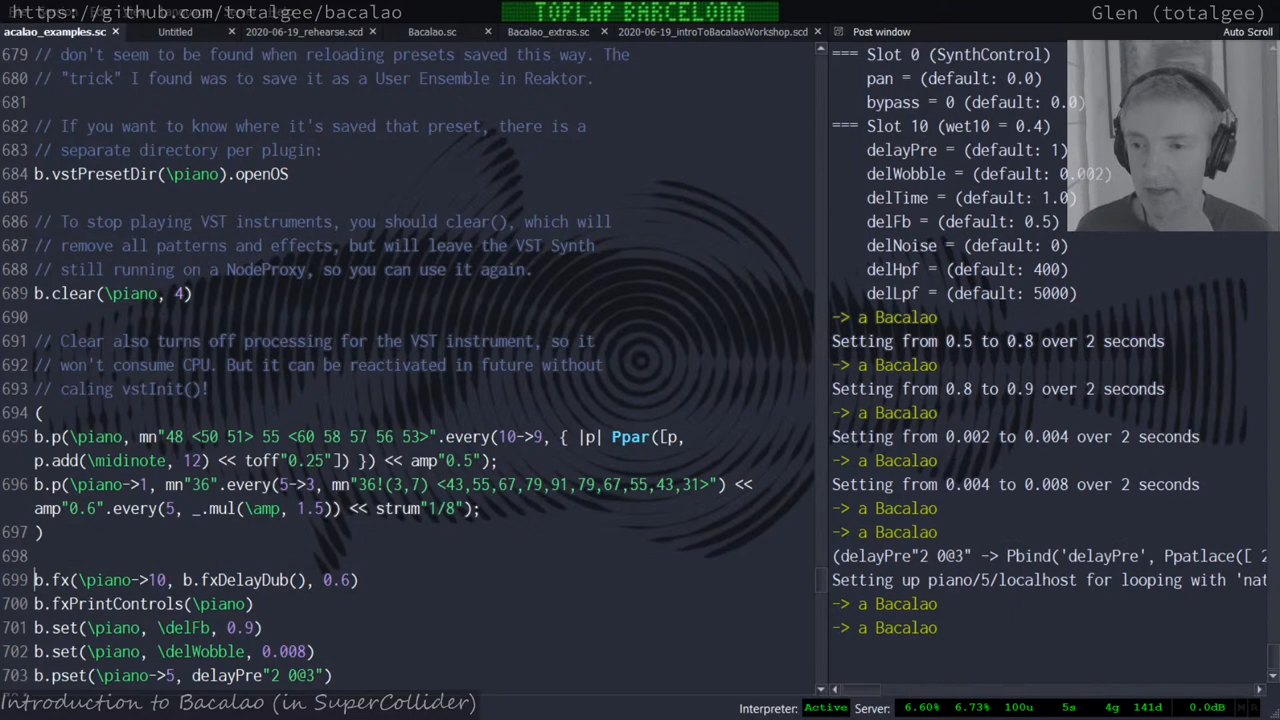 https://github.com/totalgee/bacalao
TOPLAP BARCELONA
Glen (totalgee)
acalao_examples.sc
Untitled
2020-06-19_rehearse.scd
Bacalao.sc
Bacalao_extras.sc
2020-06-19_introToBacalaoWorkshop.scd
Post window
Auto Scroll
679 // don't seem to be found when reloading presets saved this way. The
680 // "trick" I found was to save it as a User Ensemble in Reaktor.
681
682 // If you want to know where it's saved that preset, there is a
683 // separate directory per plugin:
684 b.vstPresetDir(\piano).openOS
685
686 // To stop playing VST instruments, you should clear(), which will
687 // remove all patterns and effects, but will leave the VST Synth
688 // still running on a NodeProxy, so you can use it again.
689 b.clear(\piano, 4)
690
691 // Clear also turns off processing for the VST instrument, so it
692 // won't consume CPU. But it can be reactivated in future without
693 // caling vstInit()!
694 (
695 b.p(\piano, mn"48 <50 51> 55 <60 58 57 56 53>".every(10->9, { |p| Ppar([p,
p.add(\midinote, 12) << toff"0.25"]) }) << amp"0.5");
696 b.p(\piano->1, mn"36".every(5->3, mn"36!(3,7) <43,55,67,79,91,79,67,55,43,31>") <<
amp"0.6".every(5, _.mul(\amp, 1.5)) << strum"1/8");
697 )
698
699 b.fx(\piano->10, b.fxDelayDub(), 0.6)
700 b.fxPrintControls(\piano)
701 b.set(\piano, \delFb, 0.9)
702 b.set(\piano, \delWobble, 0.008)
703 b.pset(\piano->5, delayPre"2 0@3")
=== Slot 0 (SynthControl)
pan = (default: 0.0)
bypass = 0 (default: 0.0)
=== Slot 10 (wet10 = 0.4)
delayPre = (default: 1)
delWobble = (default: 0.002)
delTime = (default: 1.0)
delFb = (default: 0.5)
delNoise = (default: 0)
delHpf = (default: 400)
delLpf = (default: 5000)
-> a Bacalao
Setting from 0.5 to 0.8 over 2 seconds
-> a Bacalao
Setting from 0.8 to 0.9 over 2 seconds
-> a Bacalao
Setting from 0.002 to 0.004 over 2 seconds
-> a Bacalao
Setting from 0.004 to 0.008 over 2 seconds
-> a Bacalao
-> a Bacalao
(delayPre"2 0@3" -> Pbind('delayPre', Ppatlace([ 2
Setting up piano/5/localhost for looping with 'nat
-> a Bacalao
-> a Bacalao
Introduction to Bacalao (in SuperCollider)
Interpreter: Active Server: 6.60% 6.73% 100u 5s 4g 141d 0.0dB M R